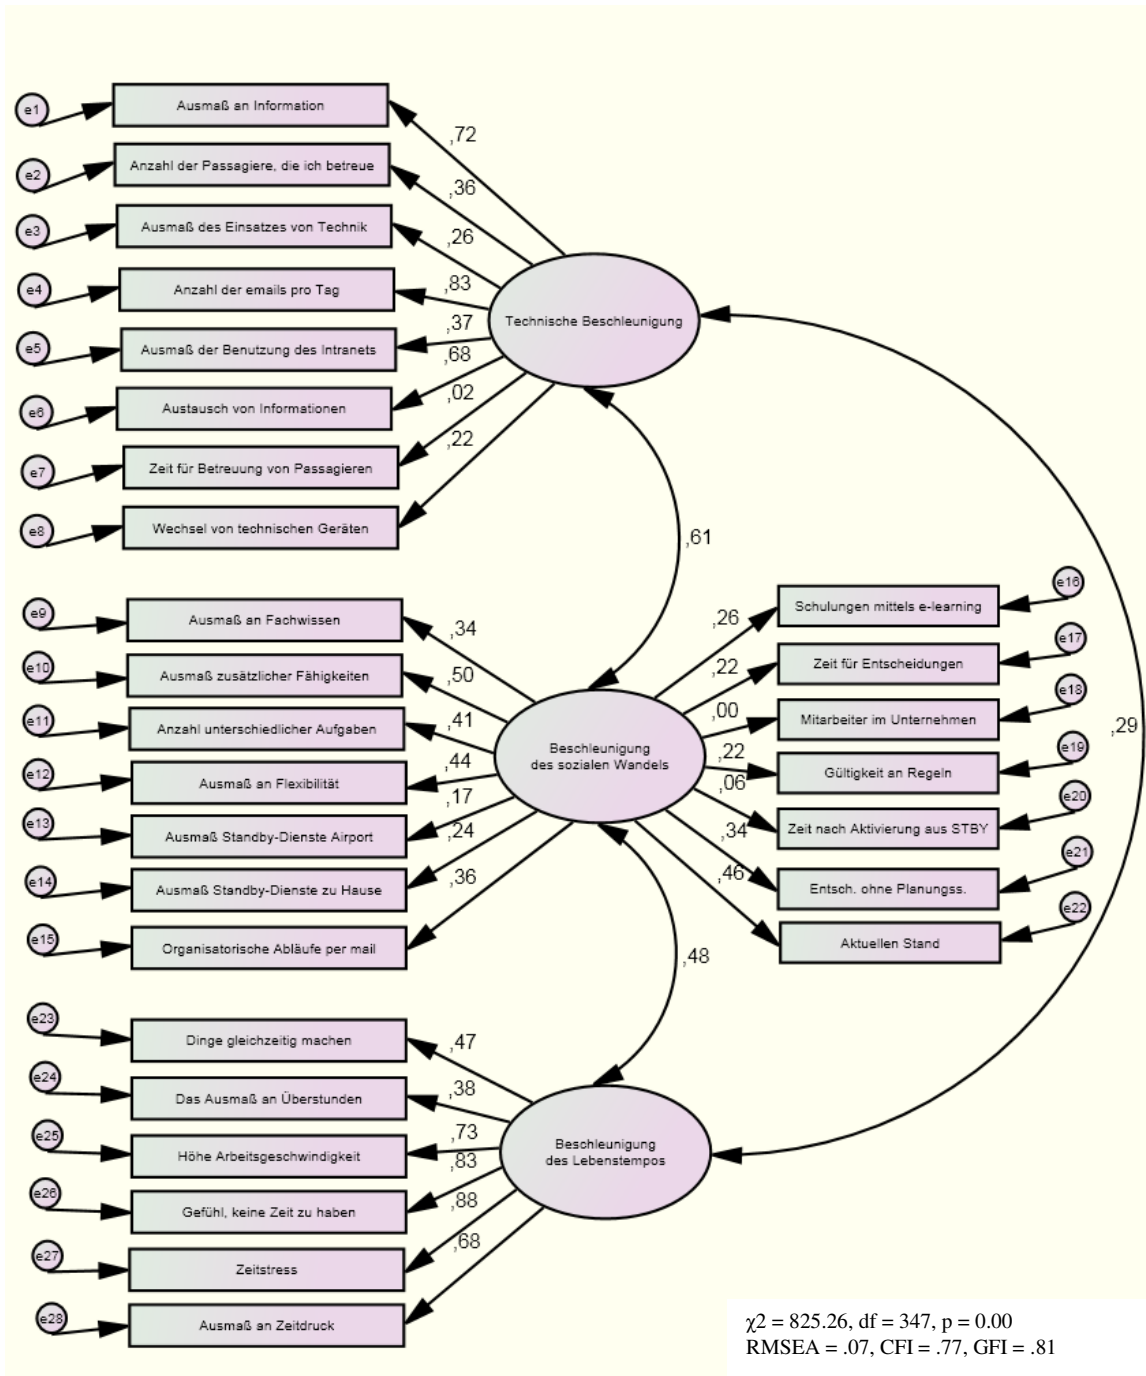 e1
Ausmaß an Information
,72
e2
Anzahl der Passagiere, die ich betreue
,36
e3
Ausmaß des Einsatzes von Technik
,26
e4
Anzahl der emails pro Tag
,83
e5
Ausmaß der Benutzung des Intranets
,37
e6
Austausch von Informationen
,68
e7
Zeit für Betreuung von Passagieren
,02
e8
Wechsel von technischen Geräten
,22
Technische Beschleunigung
,61
e9
Ausmaß an Fachwissen
,34
e10
Ausmaß zusätzlicher Fähigkeiten
,50
e11
Anzahl unterschiedlicher Aufgaben
,41
e12
Ausmaß an Flexibilität
,44
e13
Ausmaß Standby-Dienste Airport
,17
e14
Ausmaß Standby-Dienste zu Hause
,24
e15
Organisatorische Abläufe per mail
,36
Beschleunigung
des sozialen Wandels
,26
Schulungen mittels e-learning
e16
,22
Zeit für Entscheidungen
e17
,00
Mitarbeiter im Unternehmen
e18
,22
Gültigkeit an Regeln
e19
,06
Zeit nach Aktivierung aus STBY
e20
,34
Entsch. ohne Planungss.
e21
,46
Aktuellen Stand
e22
,29
,48
e23
Dinge gleichzeitig machen
,47
e24
Das Ausmaß an Überstunden
,38
e25
Höhe Arbeitsgeschwindigkeit
,73
e26
Gefühl, keine Zeit zu haben
,83
e27
Zeitstress
,88
e28
Ausmaß an Zeitdruck
,68
Beschleunigung
des Lebenstempos
χ2 = 825.26, df = 347, p = 0.00
RMSEA = .07, CFI = .77, GFI = .81